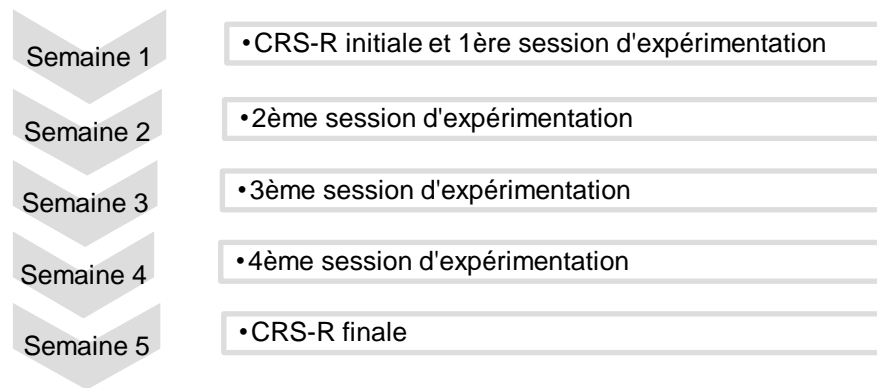 Semaine 1
•CRS-R initiale et 1ère session d'expérimentation
Semaine 2
•2ème session d'expérimentation
Semaine 3
•3ème session d'expérimentation
Semaine 4
•4ème session d'expérimentation
Semaine 5
•CRS-R finale